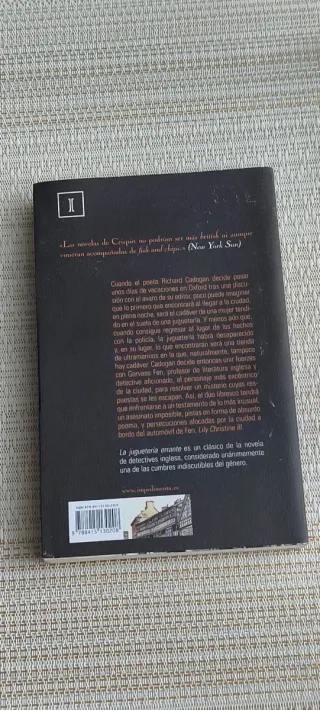 «Las novelas de Crispin no podrían ser más british ni aunque
vinieran acompañadas de fish and chips.» (New York Sun)
Cuando el poeta Richard Cadogan decide pasar
unos días de vacaciones en Oxford tras una discu-
sión con el avaro de su editor, poco puede imaginar
que lo primero que encontrará al llegar a la ciudad,
en plena noche, será el cadáver de una mujer tendi-
do en el suelo de una juguetería. Y menos aún que,
cuando consigue regresar al lugar de los hechos
con la policía, la juguetería habrá desaparecido
y, en su lugar, lo que encontrarán será una tienda
de ultramarinos en la que, naturalmente, tampoco
hay cadáver. Cadogan decide entonces unir fuerzas
con Gervase Fen, profesor de literatura inglesa y
detective aficionado, el personaje más excéntrico
de la ciudad, para resolver un misterio cuyas res-
puestas se les escapan. Así, el dúo libresco tendrá
que enfrentarse a un testamento de lo más inusual,
un asesinato imposible, pistas en forma de absurdo
poema, y persecuciones alocadas por la ciudad a
bordo del automóvil de Fen, Lily Christine III.
La juguetería errante es un clásico de la novela
de detectives inglesa, considerado unánimemente
una de las cumbres indiscutibles del género.
www.impedimenta.es
9 788415 130208